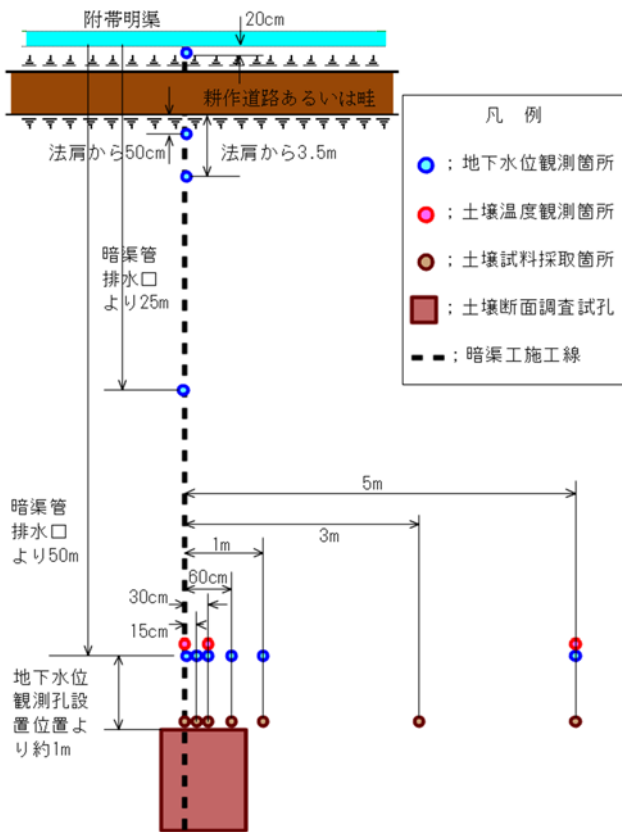 附帯明渠
20cm
耕作道路あるいは畦
法肩から50cm
法肩から3.5m
凡　例
；地下水位観測箇所
；土壌温度観測箇所
；土壌試料採取箇所
；土壌断面調査試孔
；暗渠工施工線
暗渠管
排水口
より25m
暗渠管
排水口
より50m
5m
3m
1m
60cm
30cm
15cm
地下水位
観測孔設
置位置よ
り約1m